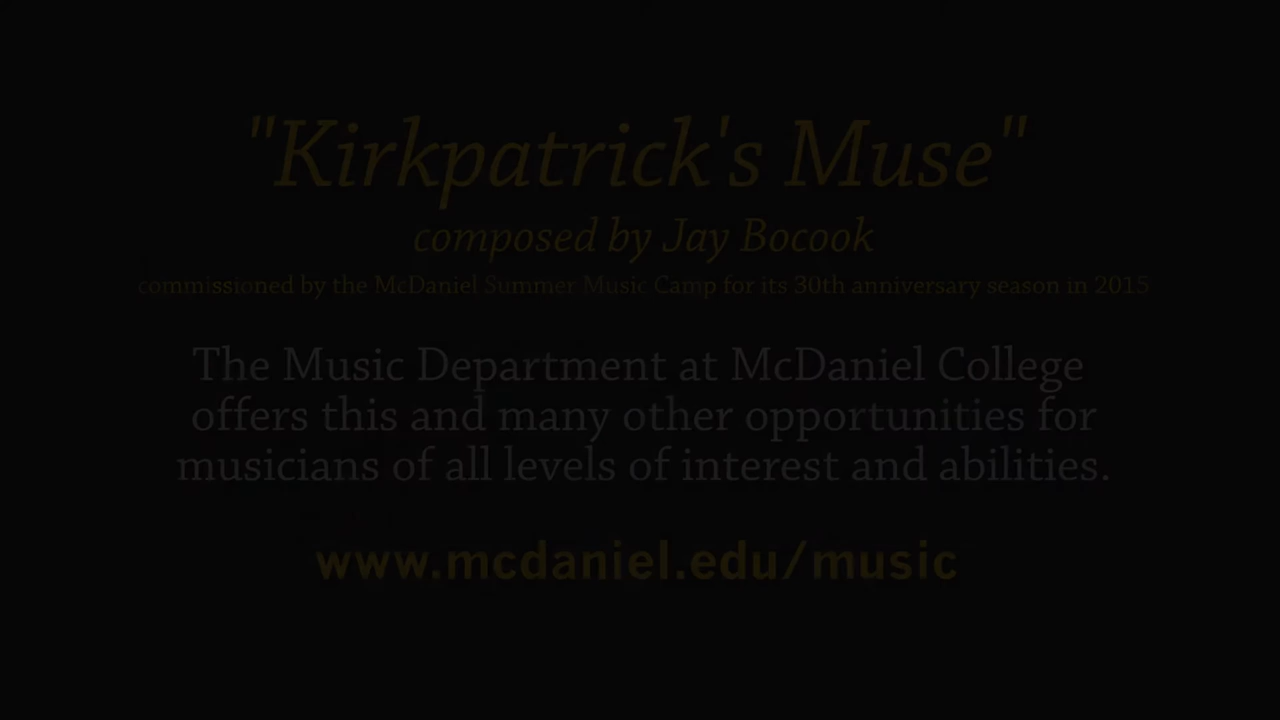 "Kirkpatrick's Muse"
composed by Jay Bocook
commissioned by the McDaniel Summer Music Camp for its 30th anniversary season in 2015
The Music Department at McDaniel College
offers this and many other opportunities for
musicians of all levels of interest and abilities.
www.mcdaniel.edu/music